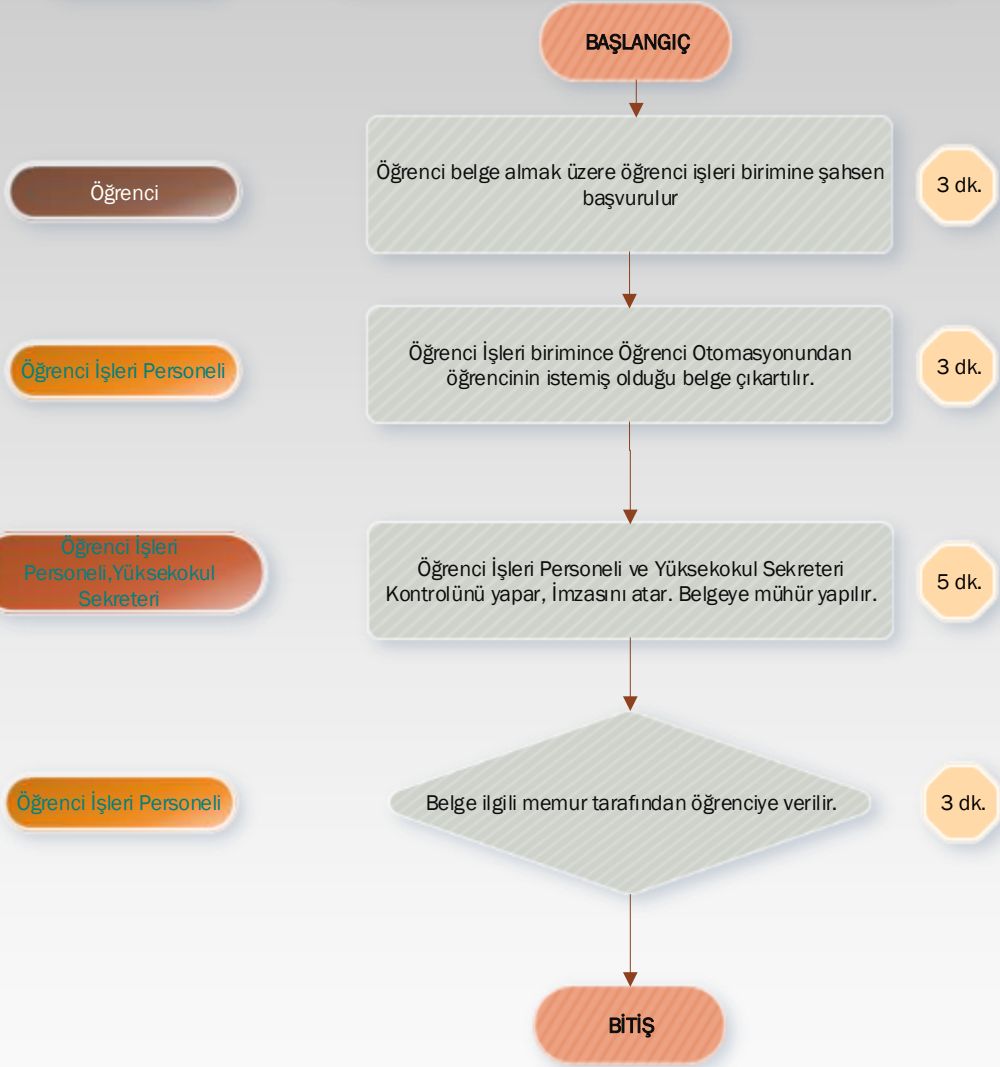 BAŞLANGIÇ
Öğrenci
Öğrenci belge almak üzere öğrenci işleri birimine şahsen
başvurulur
3 dk.
Öğrenci İşleri Personeli
Öğrenci İşleri birimince Öğrenci Otomasyonundan
öğrencinin istemiş olduğu belge çıkartılır.
3 dk.
Öğrenci İşleri
Personeli,Yüksekokul
Sekreteri
Öğrenci İşleri Personeli ve Yüksekokul Sekreteri
Kontrolünü yapar, İmzasını atar. Belgeye mühür yapılır.
5 dk.
Öğrenci İşleri Personeli
Belge ilgili memur tarafından öğrenciye verilir.
3 dk.
BİTİŞ